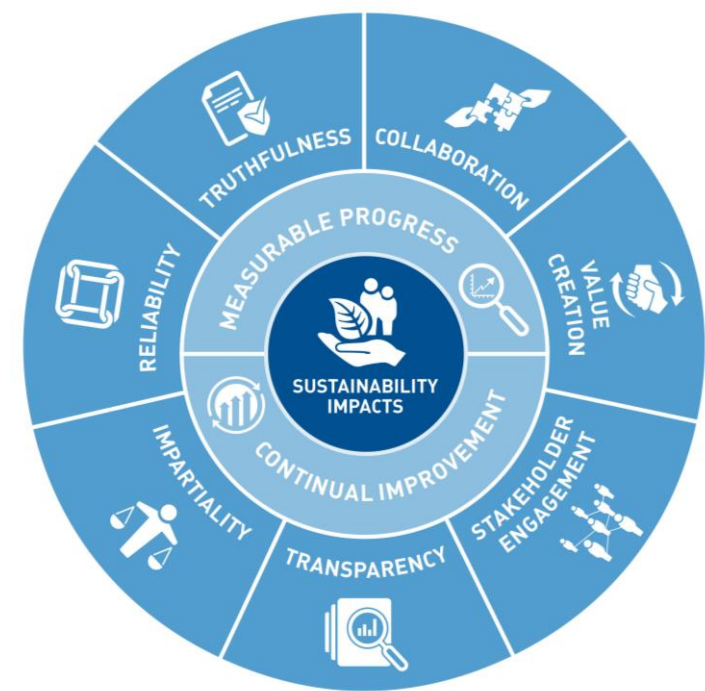 TRUTHFULNESS
COLLABORATION
VALUE
CREATION
STAKEHOLDER
ENGAGEMENT
TRANSPARENCY
IMPARTIALITY
RELIABILITY
MEASURABLE PROGRESS
CONTINUAL IMPROVEMENT
SUSTAINABILITY
IMPACTS